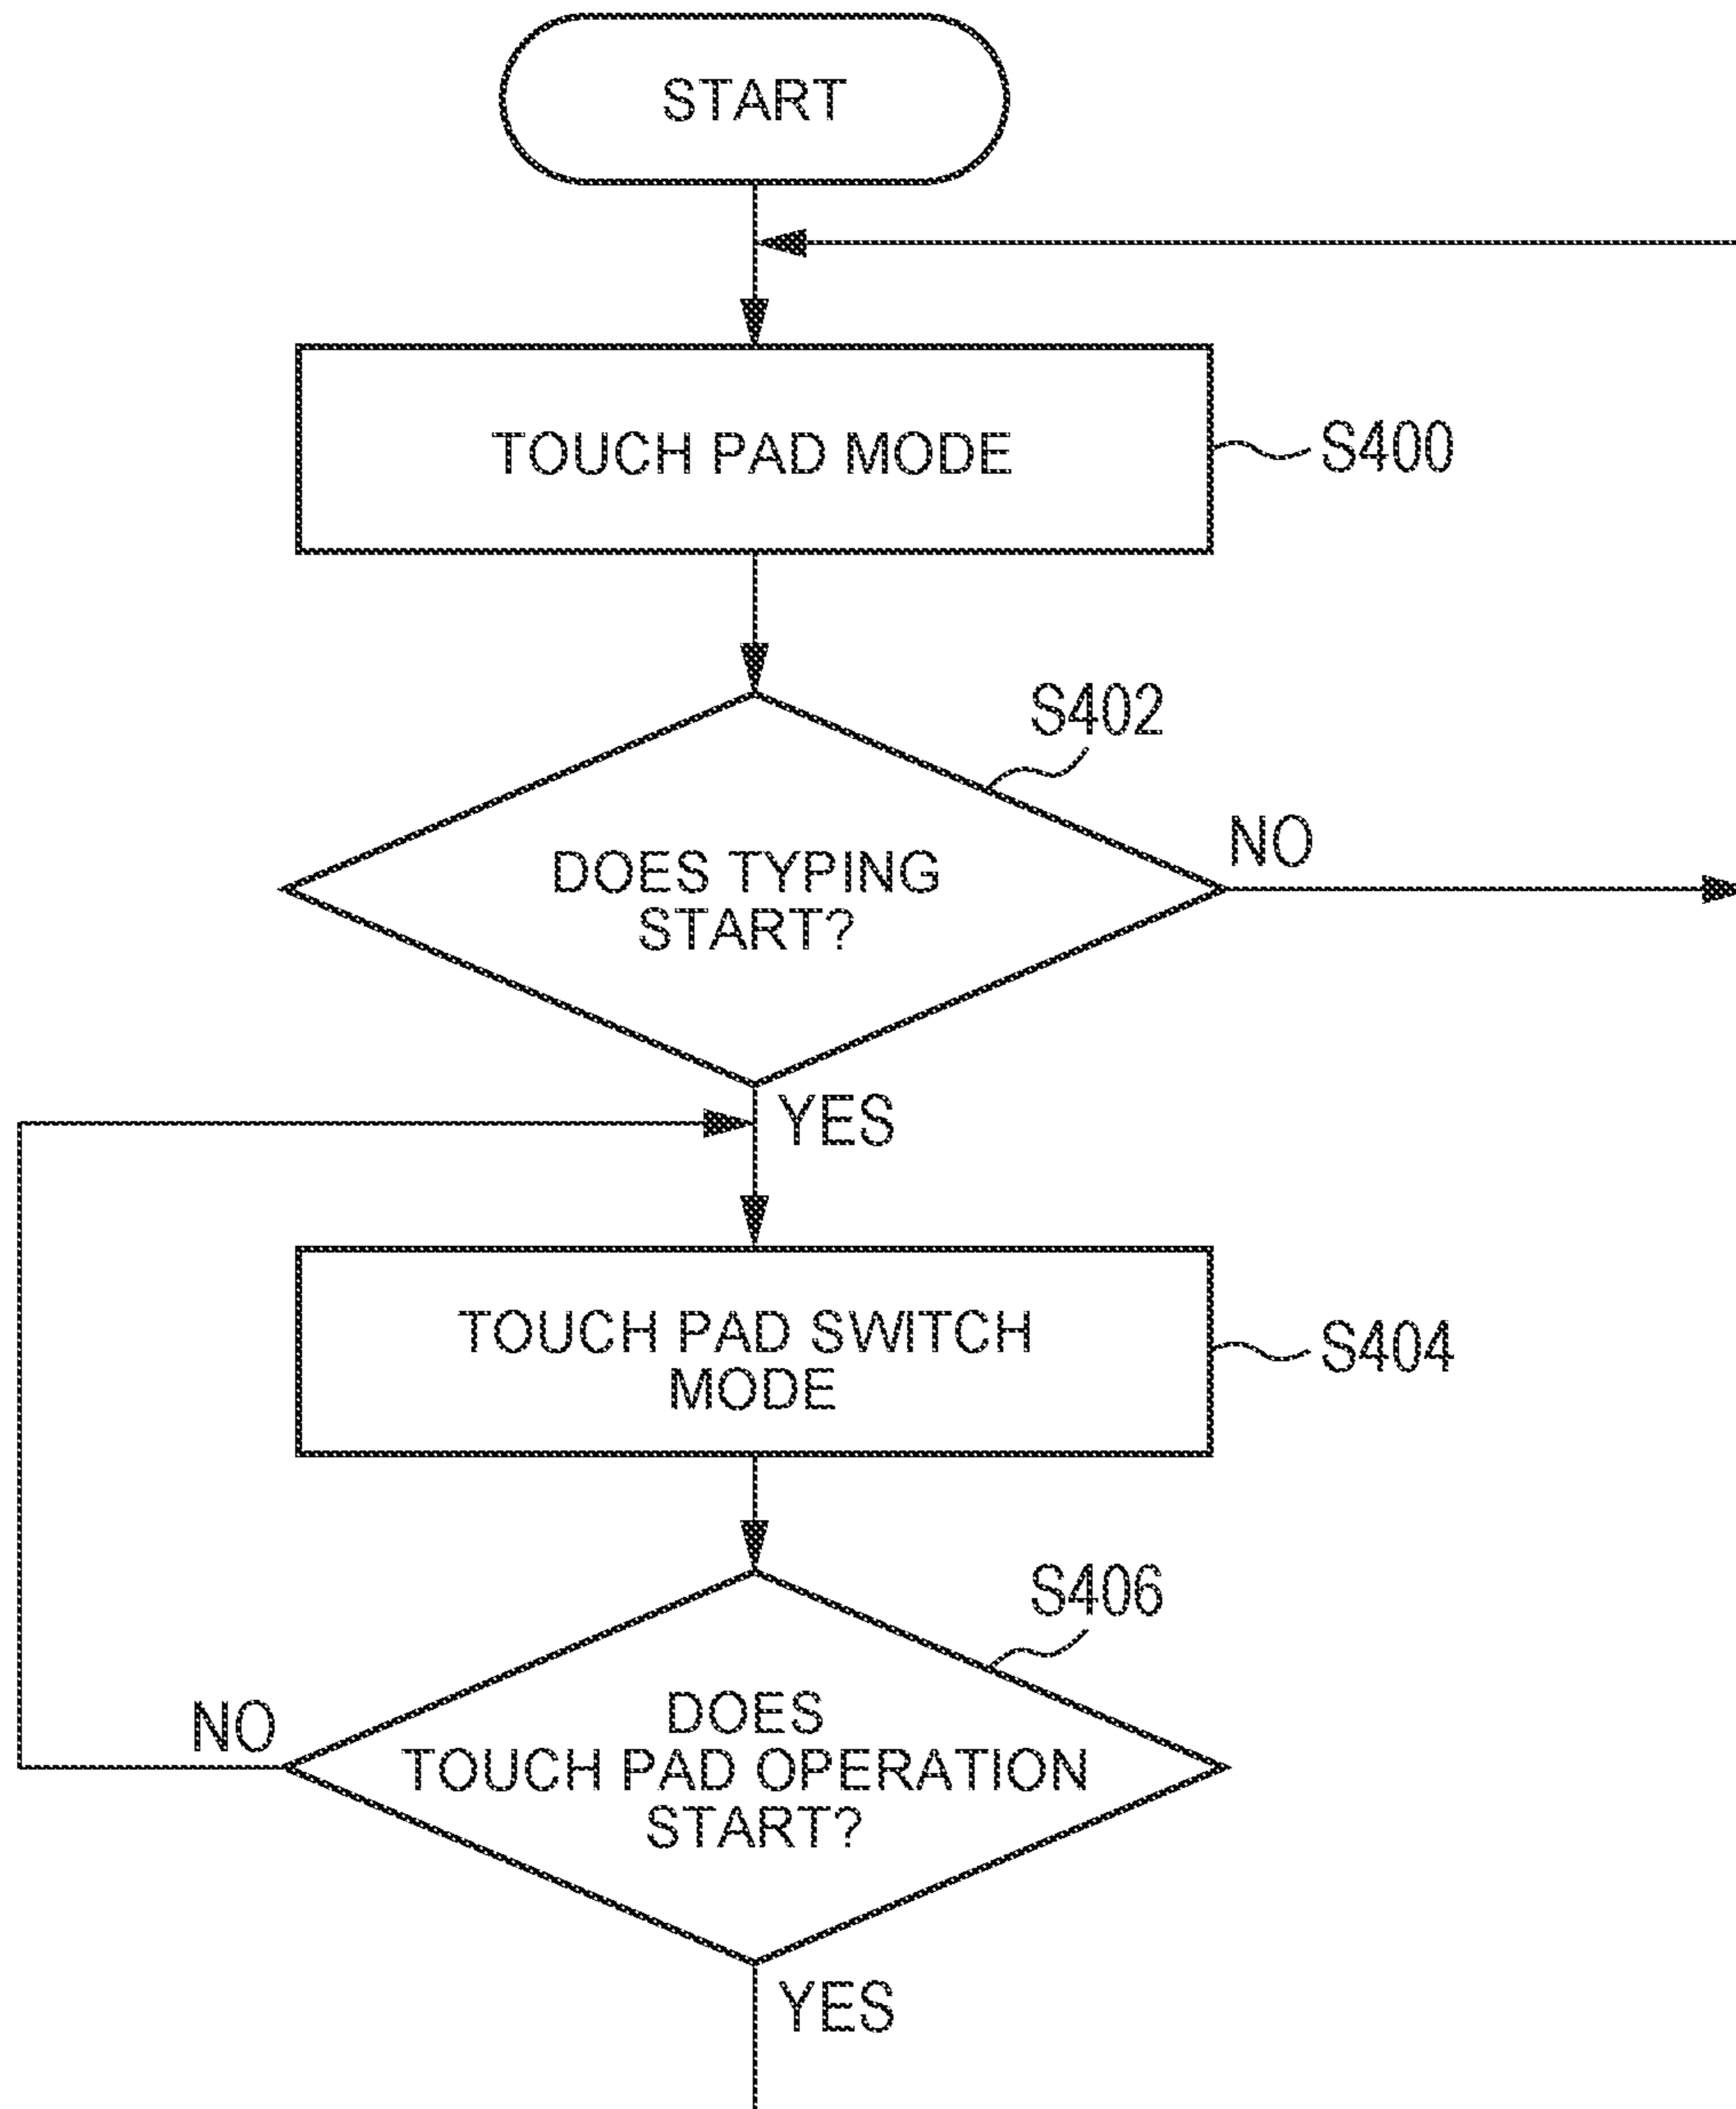 START
TOUCH PAD MODE
S400
S402
DOES TYPING
START?
NO
YES
TOUCH PAD SWITCH
MODE
S404
S406
DOES
TOUCH PAD OPERATION
START?
NO
YES